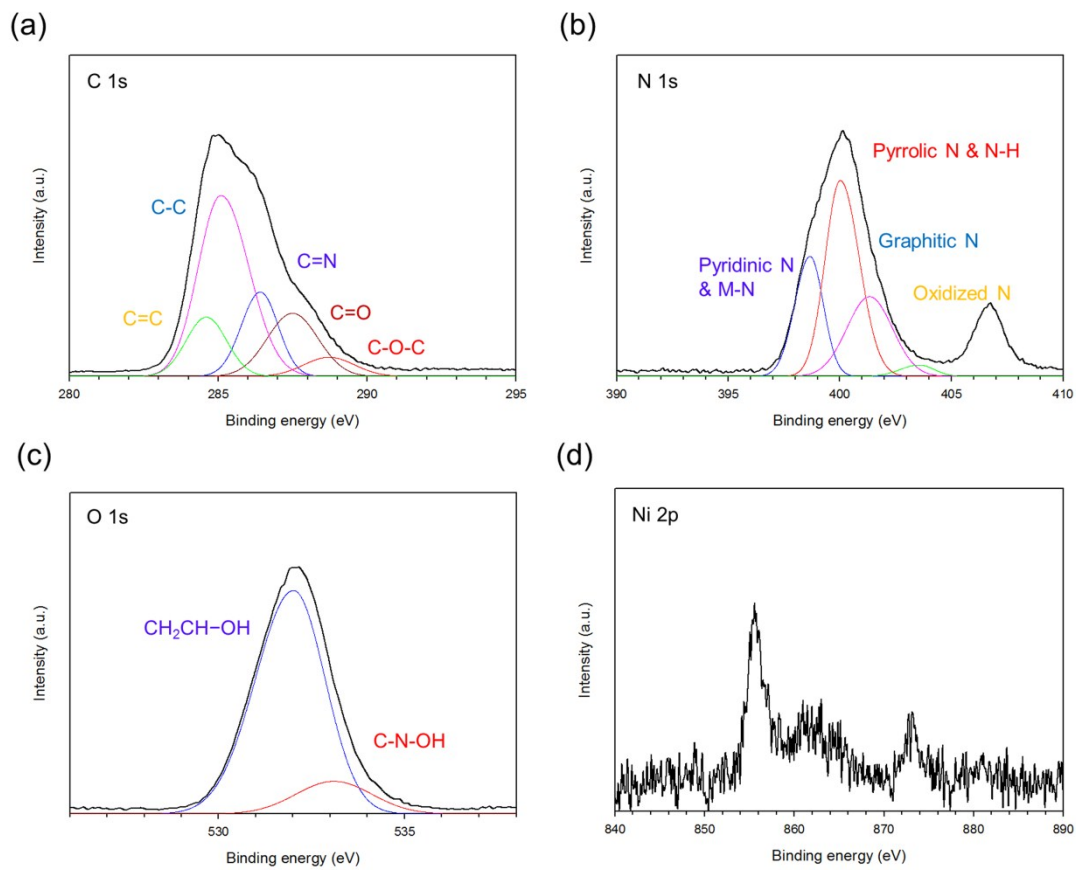 (a)
C 1s
C-C
C=N
C=C
C=O
C-O-C
Intensity (a.u.)
280 285 290 295
Binding energy (eV)
(b)
N 1s
Pyrrolic N & N-H
Graphitic N
Pyridinic N
& M-N
Oxidized N
Intensity (a.u.)
390 395 400 405 410
Binding energy (eV)
(c)
O 1s
CH₂CH−OH
C-N-OH
Intensity (a.u.)
530 535
Binding energy (eV)
(d)
Ni 2p
Intensity (a.u.)
840 850 860 870 880 890
Binding energy (eV)